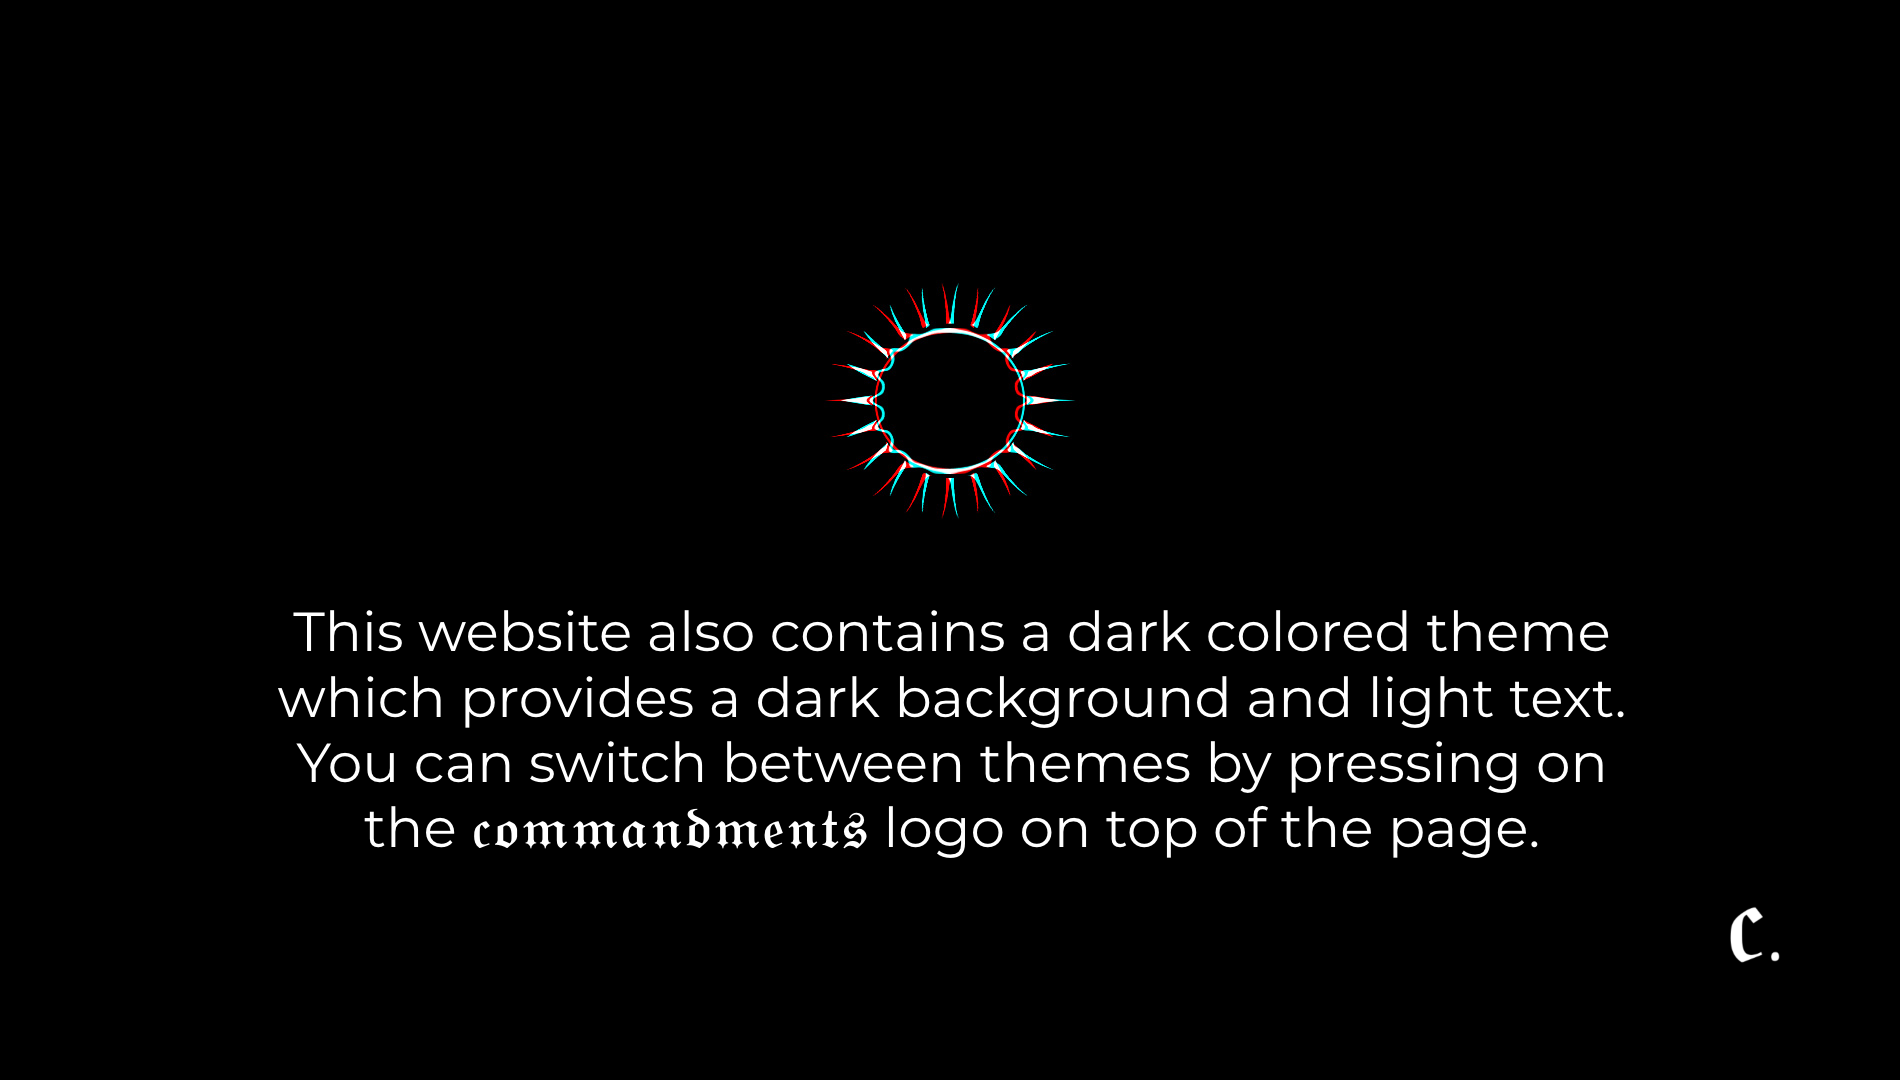 This website also contains a dark colored theme
which provides a dark background and light text.
You can switch between themes by pressing on
the commandments logo on top of the page.
c.